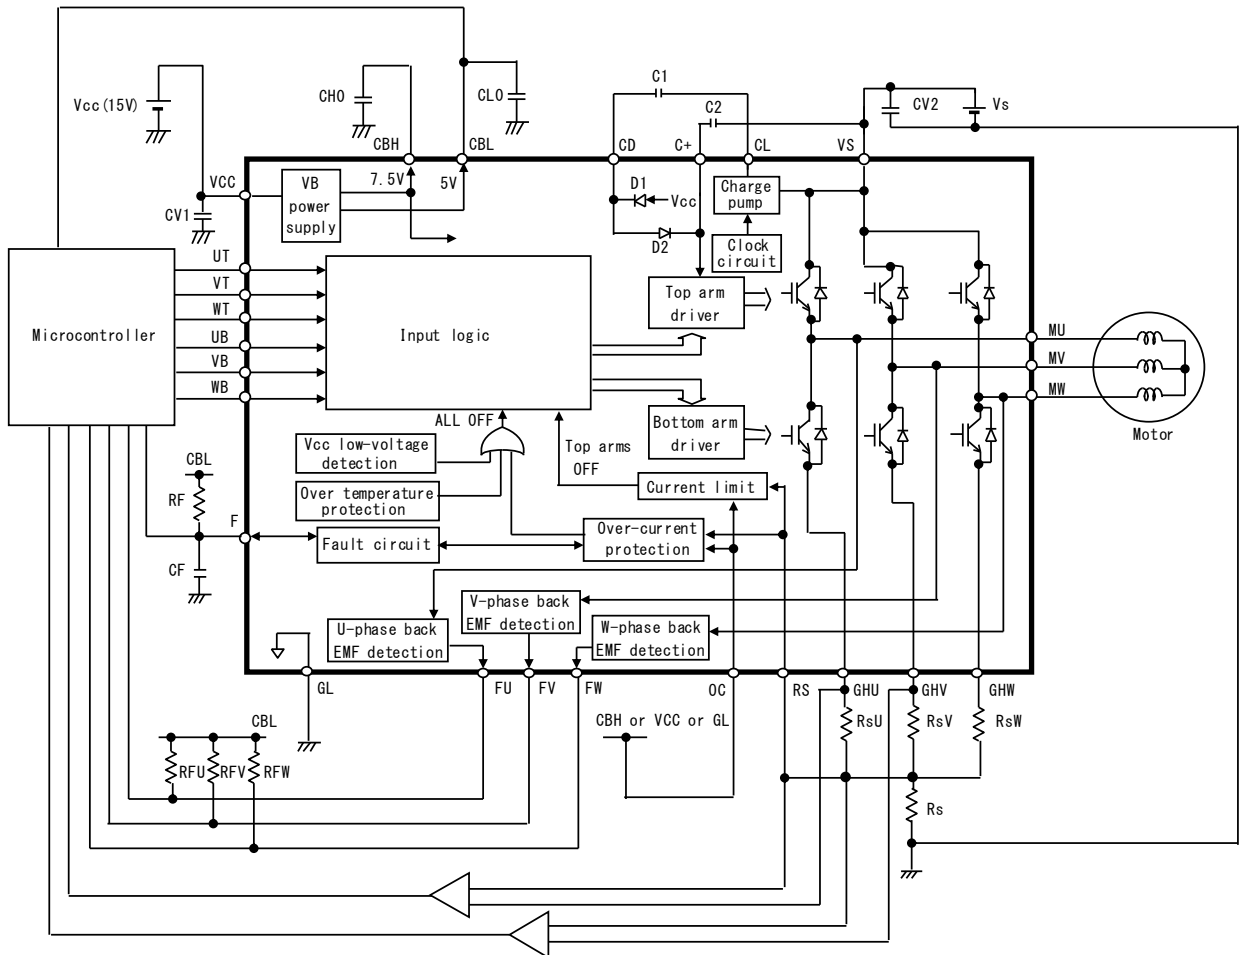 C1
CH0
CL0
C2
Vcc(15V)
CV2
Vs
CBH
CBL
CD
C+
CL
VS
VCC
7.5V
5V
VB
power
supply
D1
Vcc
Charge
pump
CV1
D2
Clock
circuit
UT
VT
WT
UB
VB
WB
Microcontroller
Input logic
Top arm
driver
MU
MV
MW
ALL OFF
Bottom arm
driver
Motor
Vcc low-voltage
detection
Top arms
OFF
CBL
RF
Over temperature
protection
Current limit
F
Fault circuit
Over-current
protection
CF
V-phase back
EMF detection
U-phase back
EMF detection
W-phase back
EMF detection
GL
FU
FV
FW
OC
RS
GHU
GHV
GHW
CBL
CBH or VCC or GL
RsU
RsV
RsW
RFU
RFV
RFW
Rs